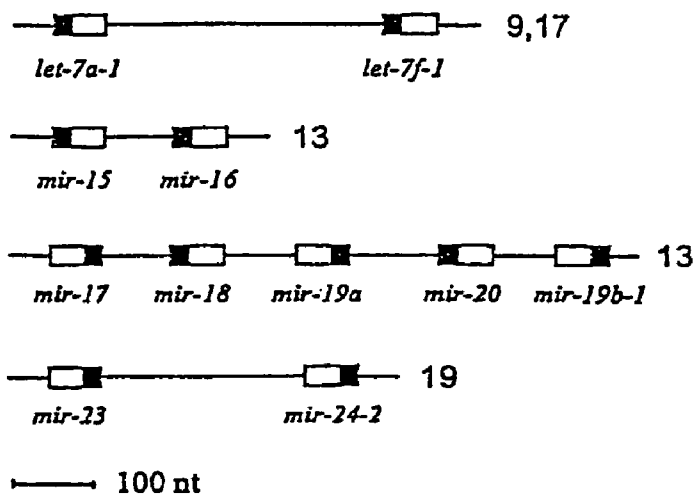 9,17
let-7a-1 let-7f-1
13
mir-15 mir-16
13
mir-17 mir-18 mir-19a mir-20 mir-19b-1
19
mir-23 mir-24-2
100 nt